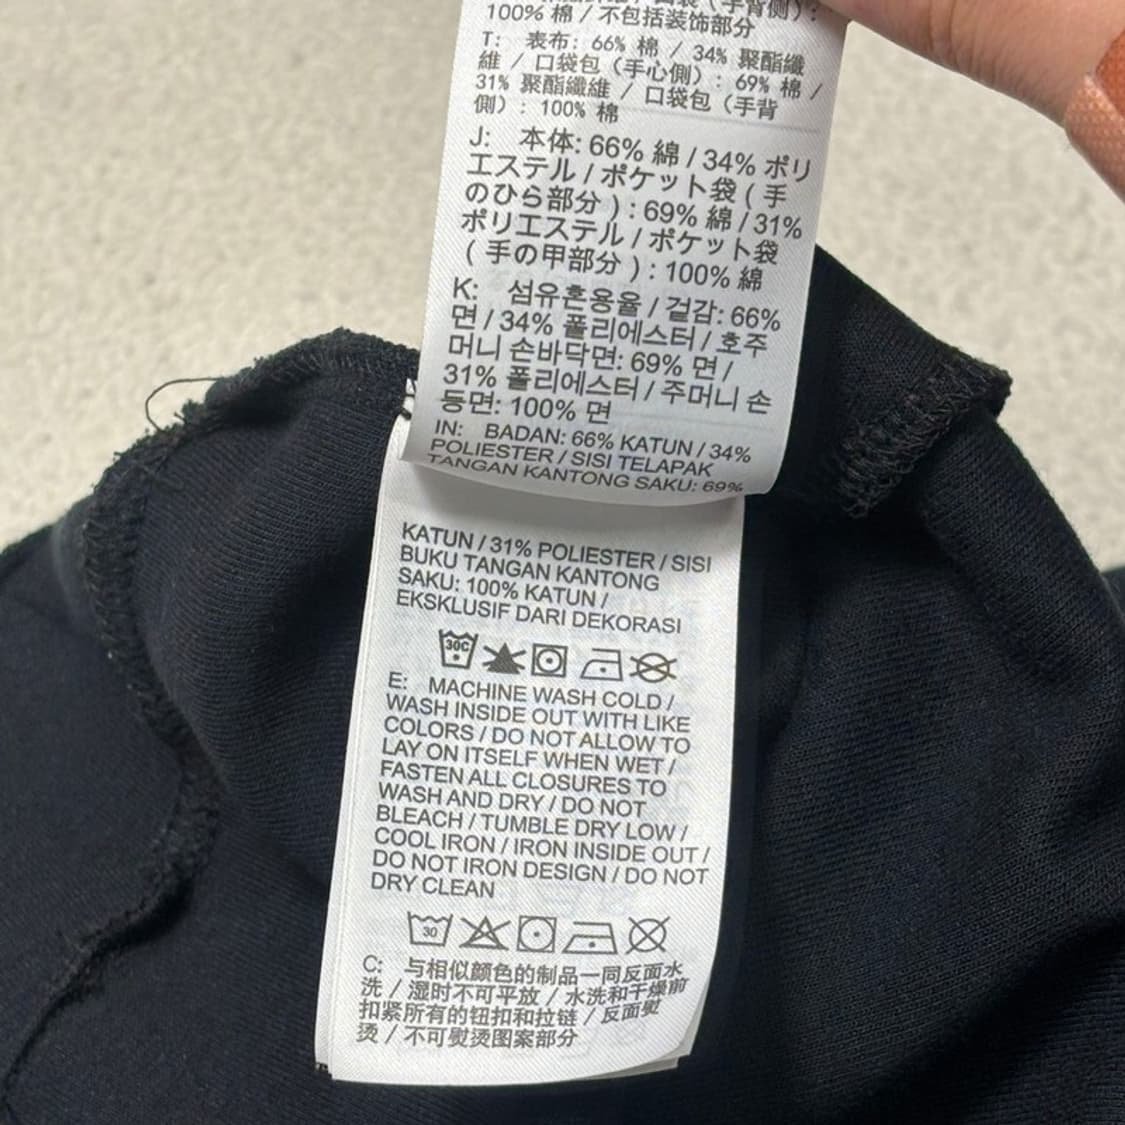 100% 棉 / 不包括装饰部分
T: 表布: 66% 棉 / 34% 聚酯纖
維 / 口袋包（手心側）: 69% 棉 /
31% 聚酯纖維 / 口袋包（手背
側）: 100% 棉
J: 本体: 66% 綿 / 34% ポリ
エステル / ポケット袋 ( 手
のひら部分 ) : 69% 綿 / 31%
ポリエステル / ポケット袋
( 手の甲部分 ) : 100% 綿
K: 섬유혼용율 / 겉감: 66%
면 / 34% 폴리에스터 / 호주
머니 손바닥면: 69% 면 /
31% 폴리에스터 / 주머니 손
등면: 100% 면
IN: BADAN: 66% KATUN / 34%
POLIESTER / SISI TELAPAK
TANGAN KANTONG SAKU: 69%
KATUN / 31% POLIESTER / SISI
BUKU TANGAN KANTONG
SAKU: 100% KATUN /
EKSKLUSIF DARI DEKORASI
30C
E: MACHINE WASH COLD /
WASH INSIDE OUT WITH LIKE
COLORS / DO NOT ALLOW TO
LAY ON ITSELF WHEN WET /
FASTEN ALL CLOSURES TO
WASH AND DRY / DO NOT
BLEACH / TUMBLE DRY LOW /
COOL IRON / IRON INSIDE OUT /
DO NOT IRON DESIGN / DO NOT
DRY CLEAN
30
C: 与相似颜色的制品一同反面水
洗 / 湿时不可平放 / 水洗和干燥前
扣紧所有的钮扣和拉链 / 反面熨
烫 / 不可熨烫图案部分